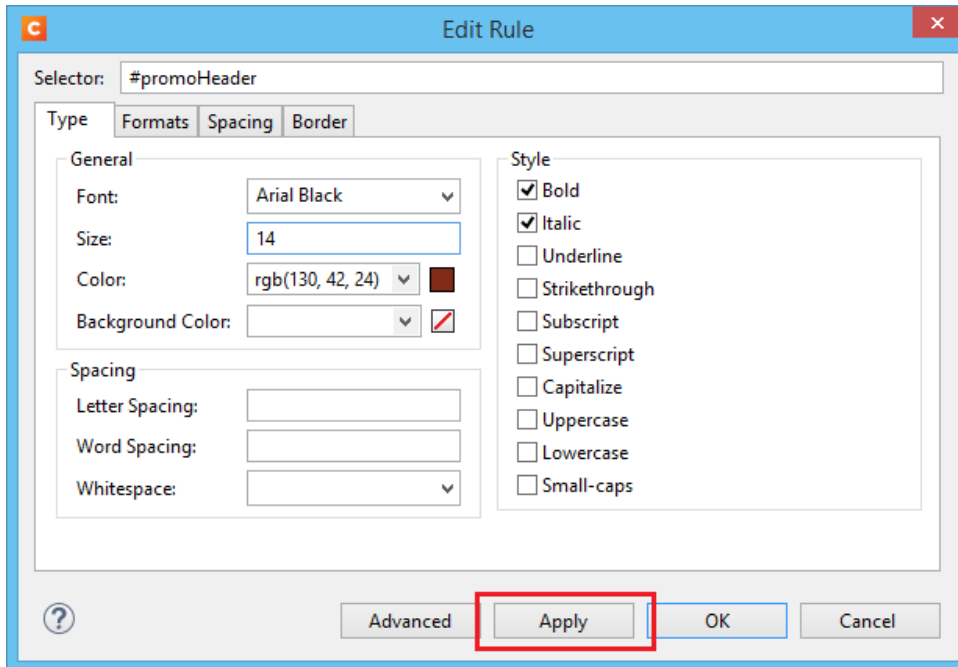 C
Edit Rule
Selector: #promoHeader
Type Formats Spacing Border
General
Font: Arial Black
Size: 14
Color: rgb(130, 42, 24)
Background Color:
Spacing
Letter Spacing:
Word Spacing:
Whitespace:
Style
Bold
Italic
Underline
Strikethrough
Subscript
Superscript
Capitalize
Uppercase
Lowercase
Small-caps
? Advanced Apply OK Cancel